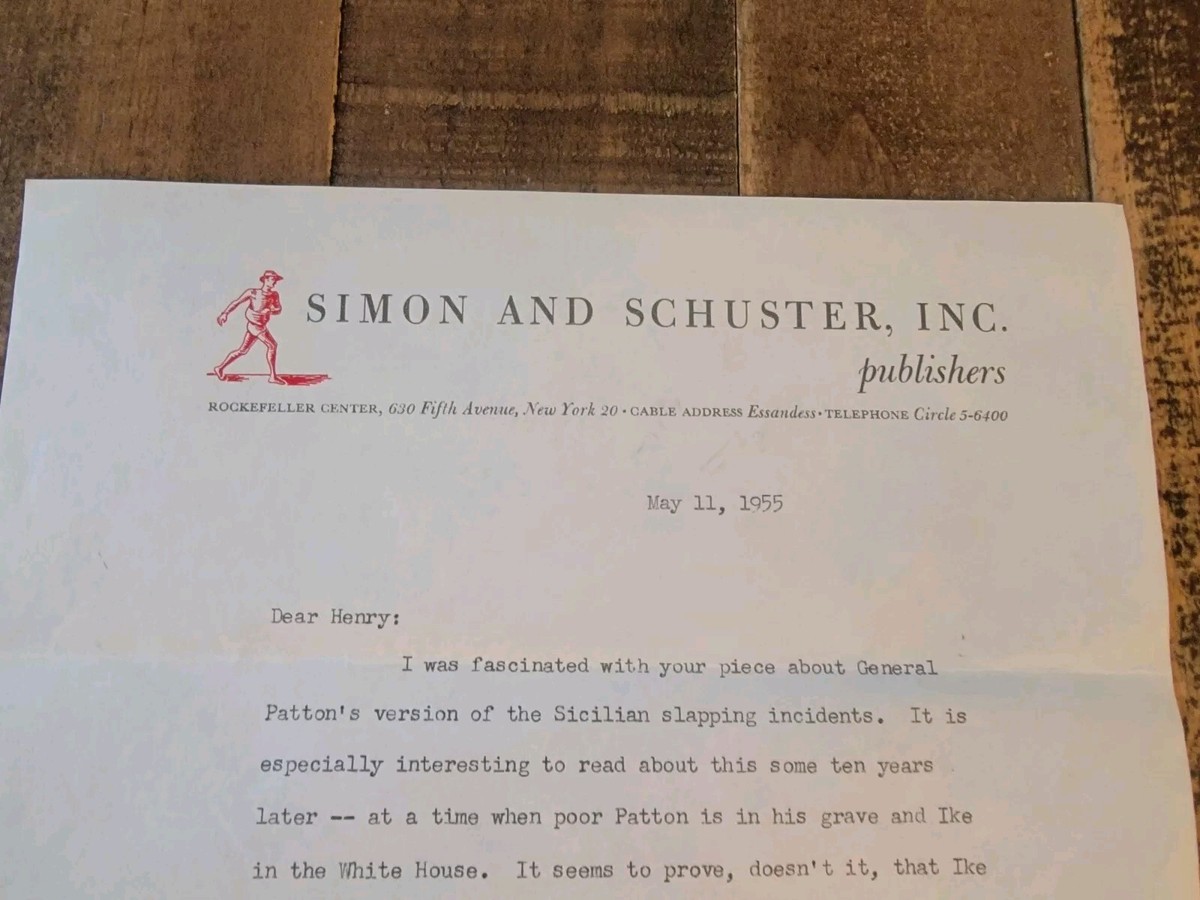 SIMON AND SCHUSTER, INC.
publishers
ROCKEFELLER CENTER, 630 Fifth Avenue, New York 20 · CABLE ADDRESS Essandess · TELEPHONE Circle 5-6400
May 11, 1955
Dear Henry:
I was fascinated with your piece about General
Patton's version of the Sicilian slapping incidents. It is
especially interesting to read about this some ten years
later -- at a time when poor Patton is in his grave and Ike
in the White House. It seems to prove, doesn't it, that Ike